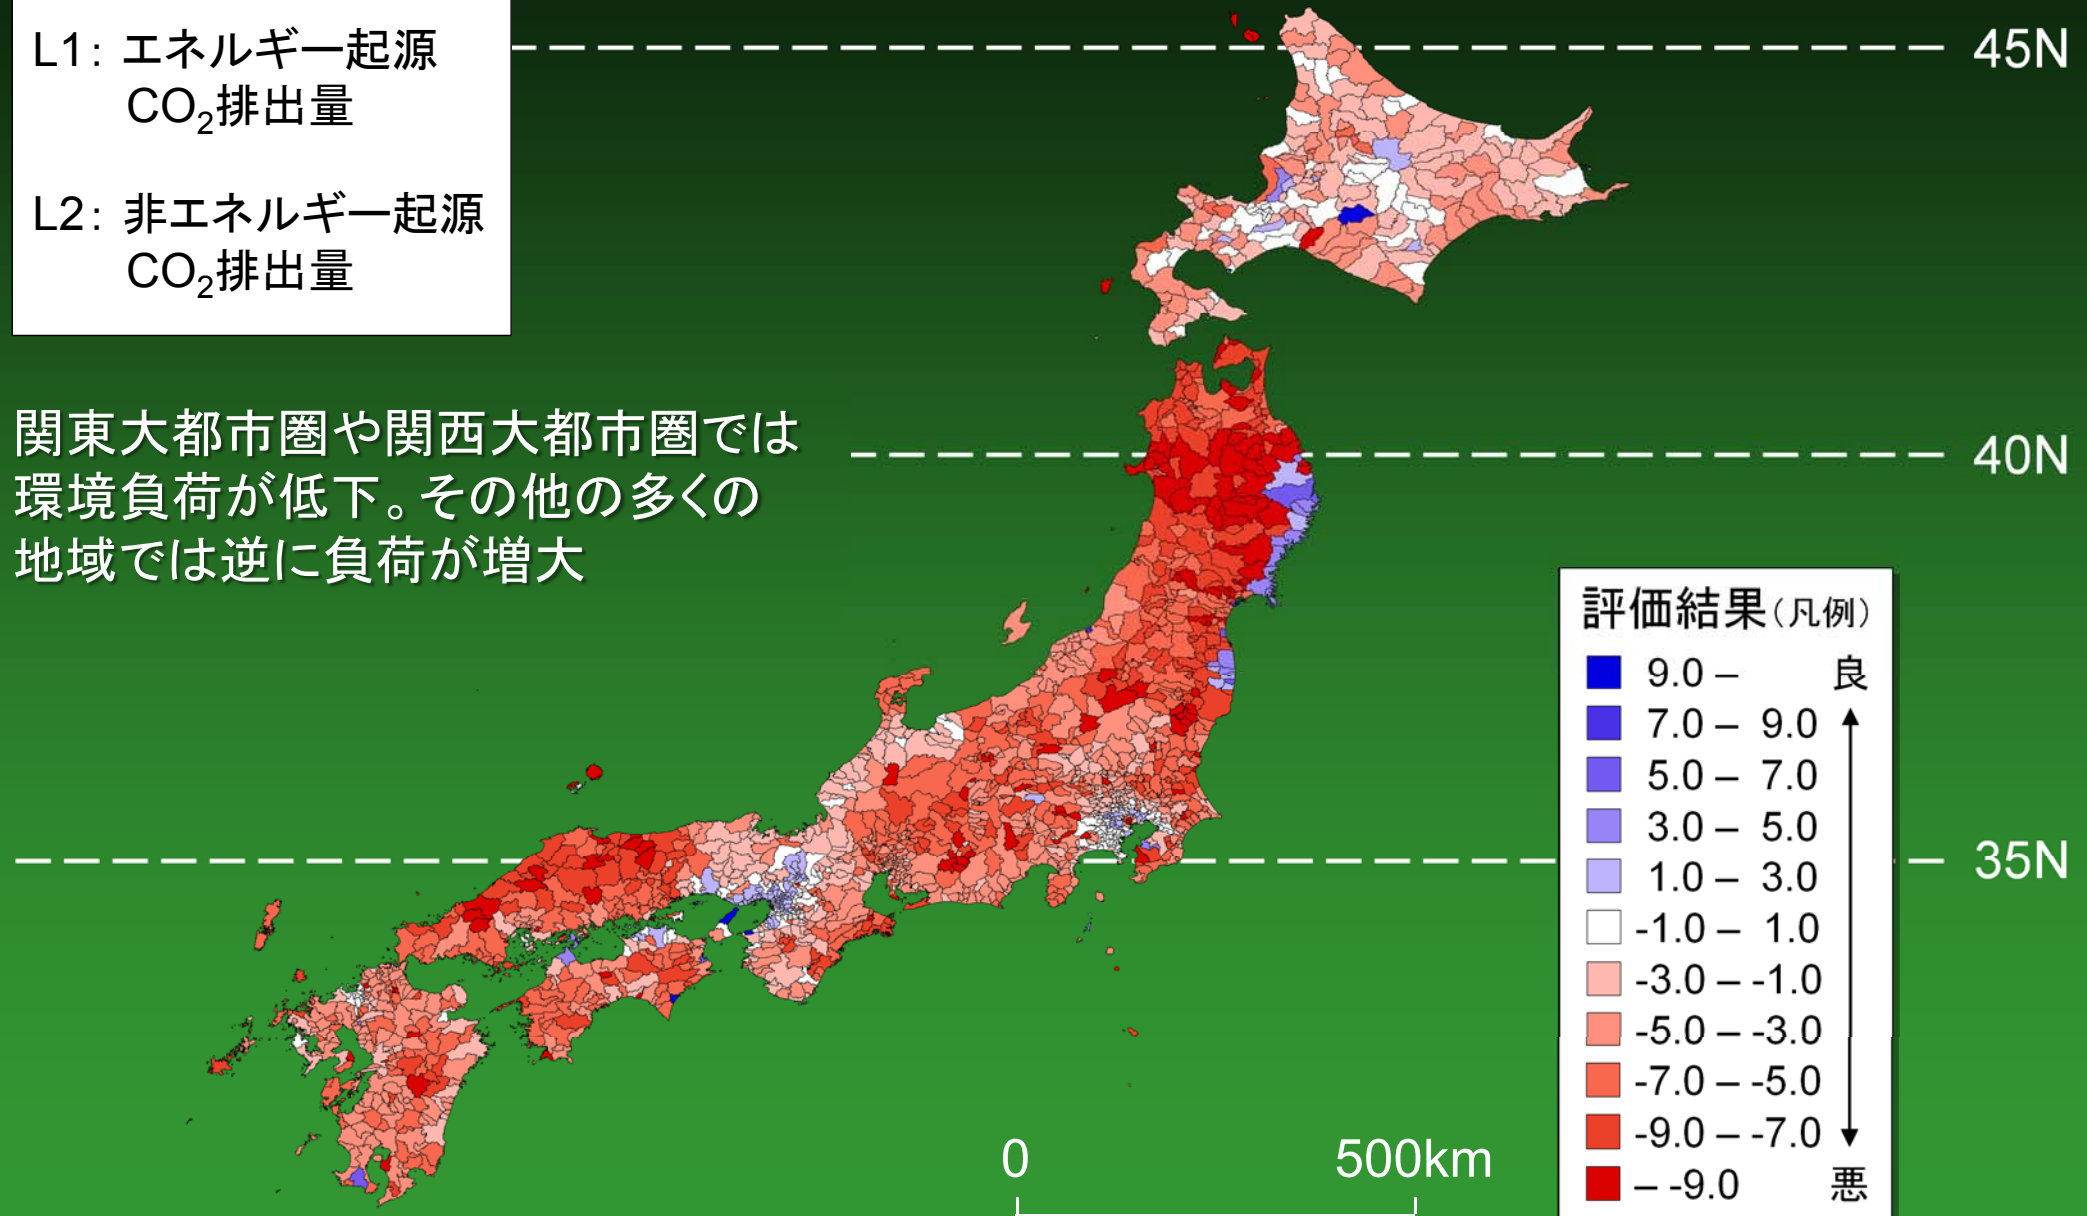 L1: エネルギー起源
CO₂排出量
L2: 非エネルギー起源
CO₂排出量
関東大都市圏や関西大都市圏では
環境負荷が低下。その他の多くの
地域では逆に負荷が増大
45N
40N
35N
評価結果（凡例）
9.0 – 良
7.0 – 9.0
5.0 – 7.0
3.0 – 5.0
1.0 – 3.0
-1.0 – 1.0
-3.0 – -1.0
-5.0 – -3.0
-7.0 – -5.0
-9.0 – -7.0
– -9.0 悪
0 500km